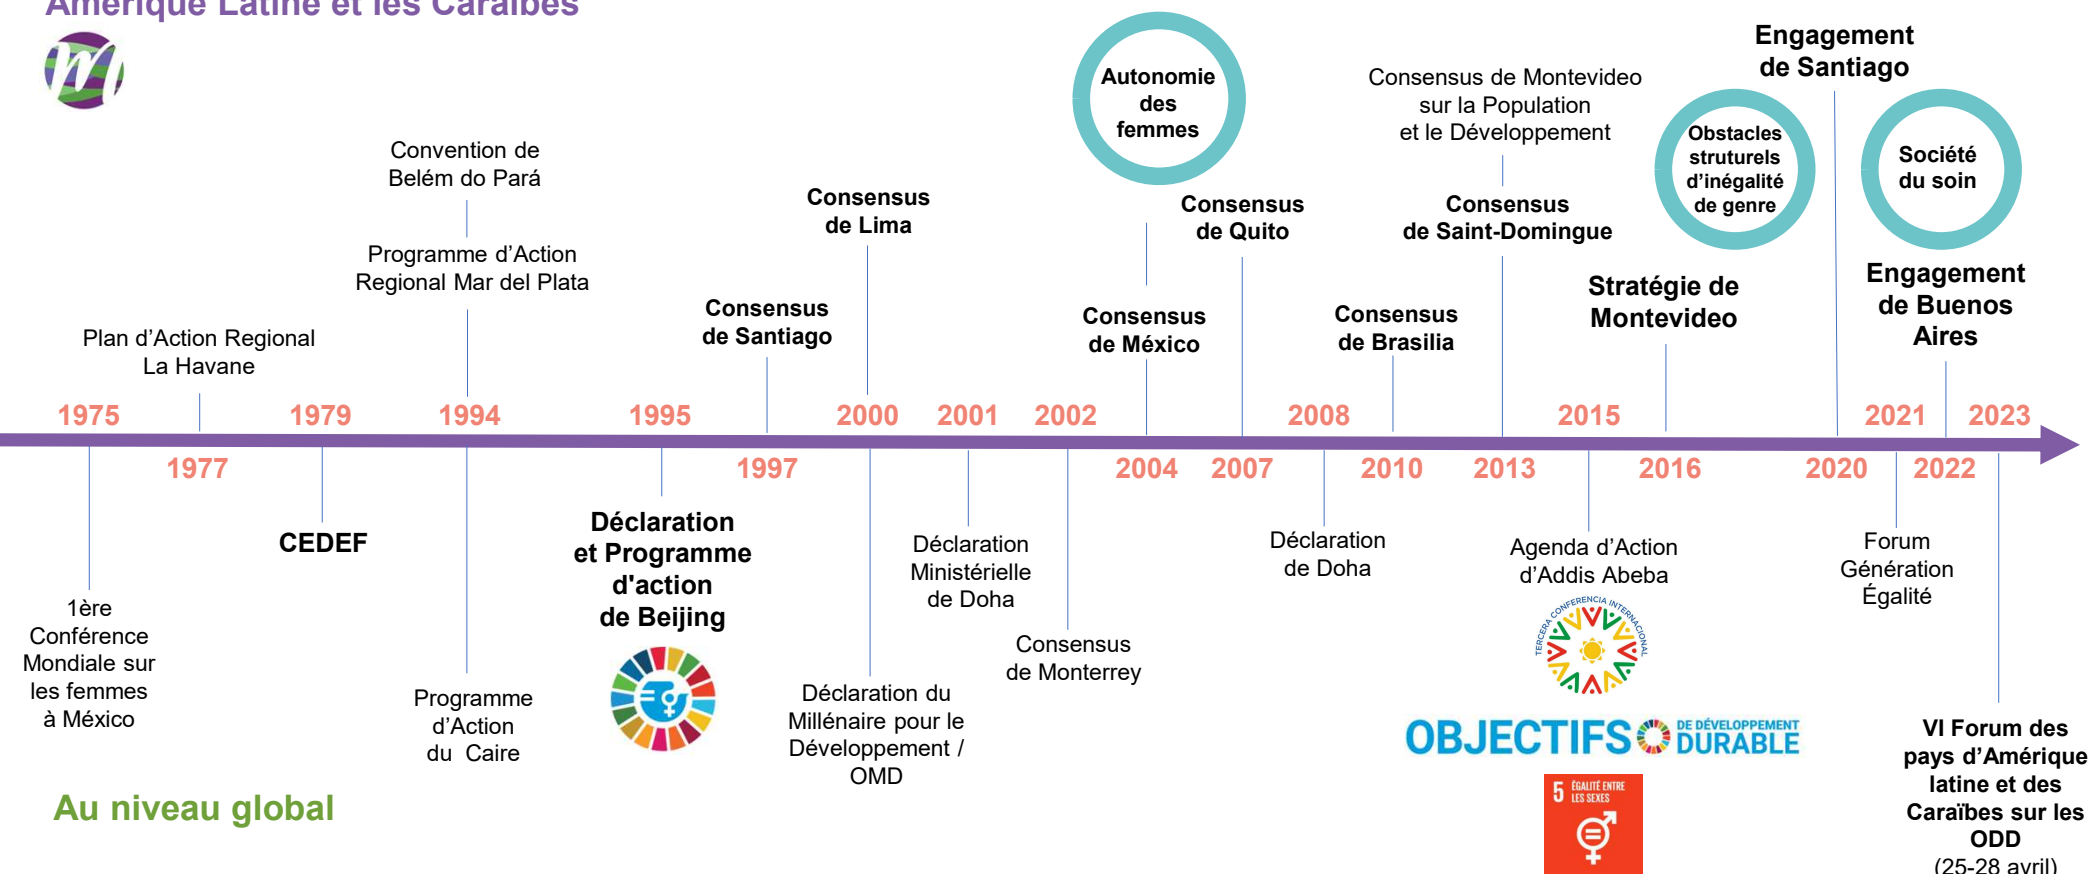 Amérique Latine et les Caraïbes
Engagement
de Santiago
Autonomie
des
femmes
Consensus de Montevideo
sur la Population
et le Développement
Obstacles
struturels
d’inégalité
de genre
Société
du soin
Convention de
Belém do Pará
Consensus
de Lima
Consensus
de Quito
Consensus
de Saint-Domingue
Programme d’Action
Regional Mar del Plata
Engagement
de Buenos
Aires
Stratégie de
Montevideo
Consensus
de Santiago
Consensus
de México
Consensus
de Brasilia
Plan d’Action Regional
La Havane
1975
1979
1994
1995
2000
2001
2002
2008
2015
2021
2023
1977
1997
2004
2007
2010
2013
2016
2020
2022
CEDEF
Déclaration
et Programme
d'action
de Beijing
Déclaration
Ministérielle
de Doha
Déclaration
de Doha
Agenda d’Action
d’Addis Abeba
Forum
Génération
Égalité
1ère
Conférence
Mondiale sur
les femmes
à México
TERCERA CONFERENCIA INTERNACIONAL
Consensus
de Monterrey
Programme
d’Action
du  Caire
Déclaration du
Millénaire pour le
Développement /
OMD
OBJECTIFS DE DÉVELOPPEMENT
DURABLE
VI Forum des
pays d’Amérique
latine et des
Caraïbes sur les
ODD
(25-28 avril)
5 ÉGALITÉ ENTRE
LES SEXES
Au niveau global